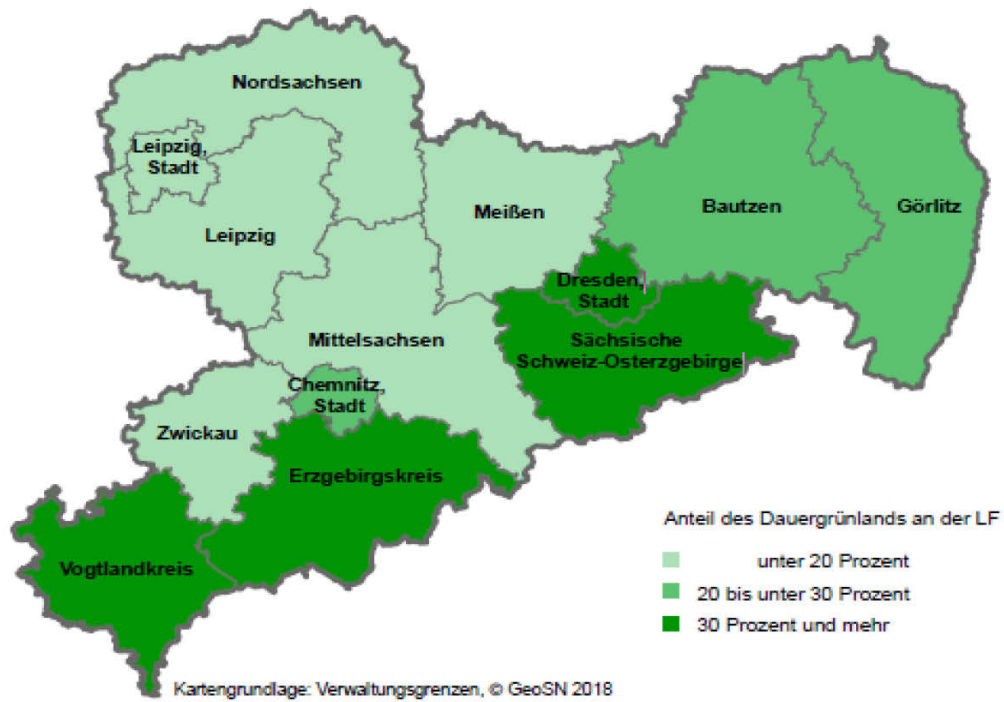 Nordsachsen
Leipzig,
Stadt
Leipzig
Meißen
Bautzen
Görlitz
Dresden,
Stadt
Sächsische
Schweiz-Osterzgebirge
Mittelsachsen
Chemnitz,
Stadt
Zwickau
Erzgebirgskreis
Vogtlandkreis
Anteil des Dauergrünlands an der LF
unter 20 Prozent
20 bis unter 30 Prozent
30 Prozent und mehr
Kartengrundlage: Verwaltungsgrenzen, © GeoSN 2018